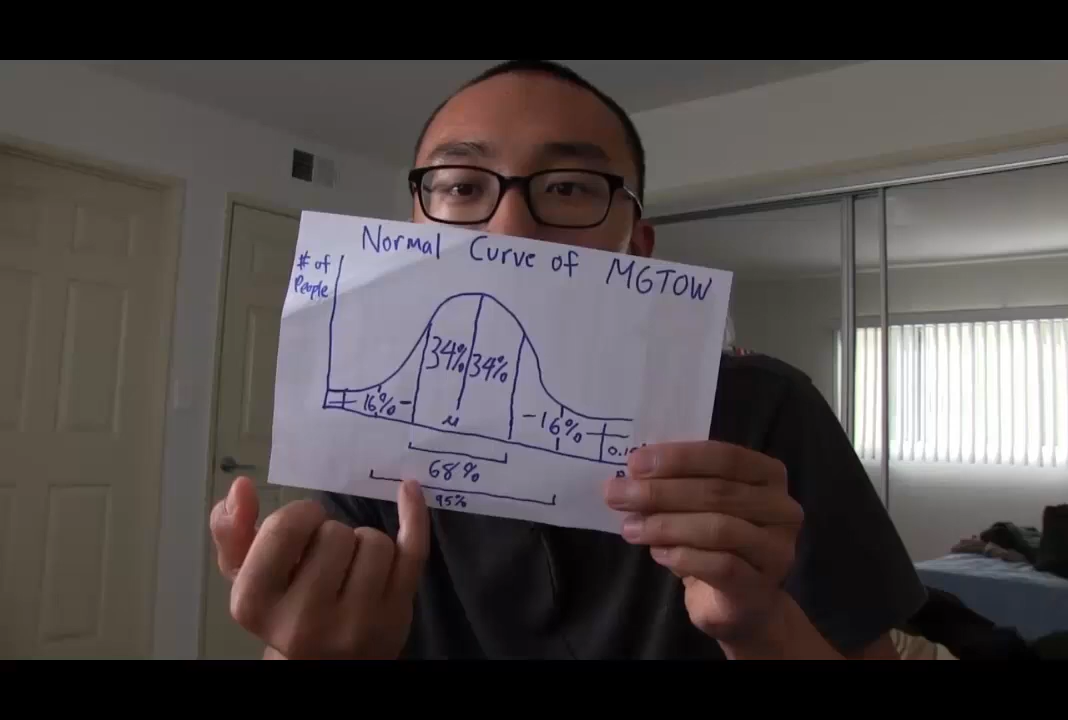 Normal Curve of MGTOW
# of
People
34% 34%
16% 16%
μ
68%
95%